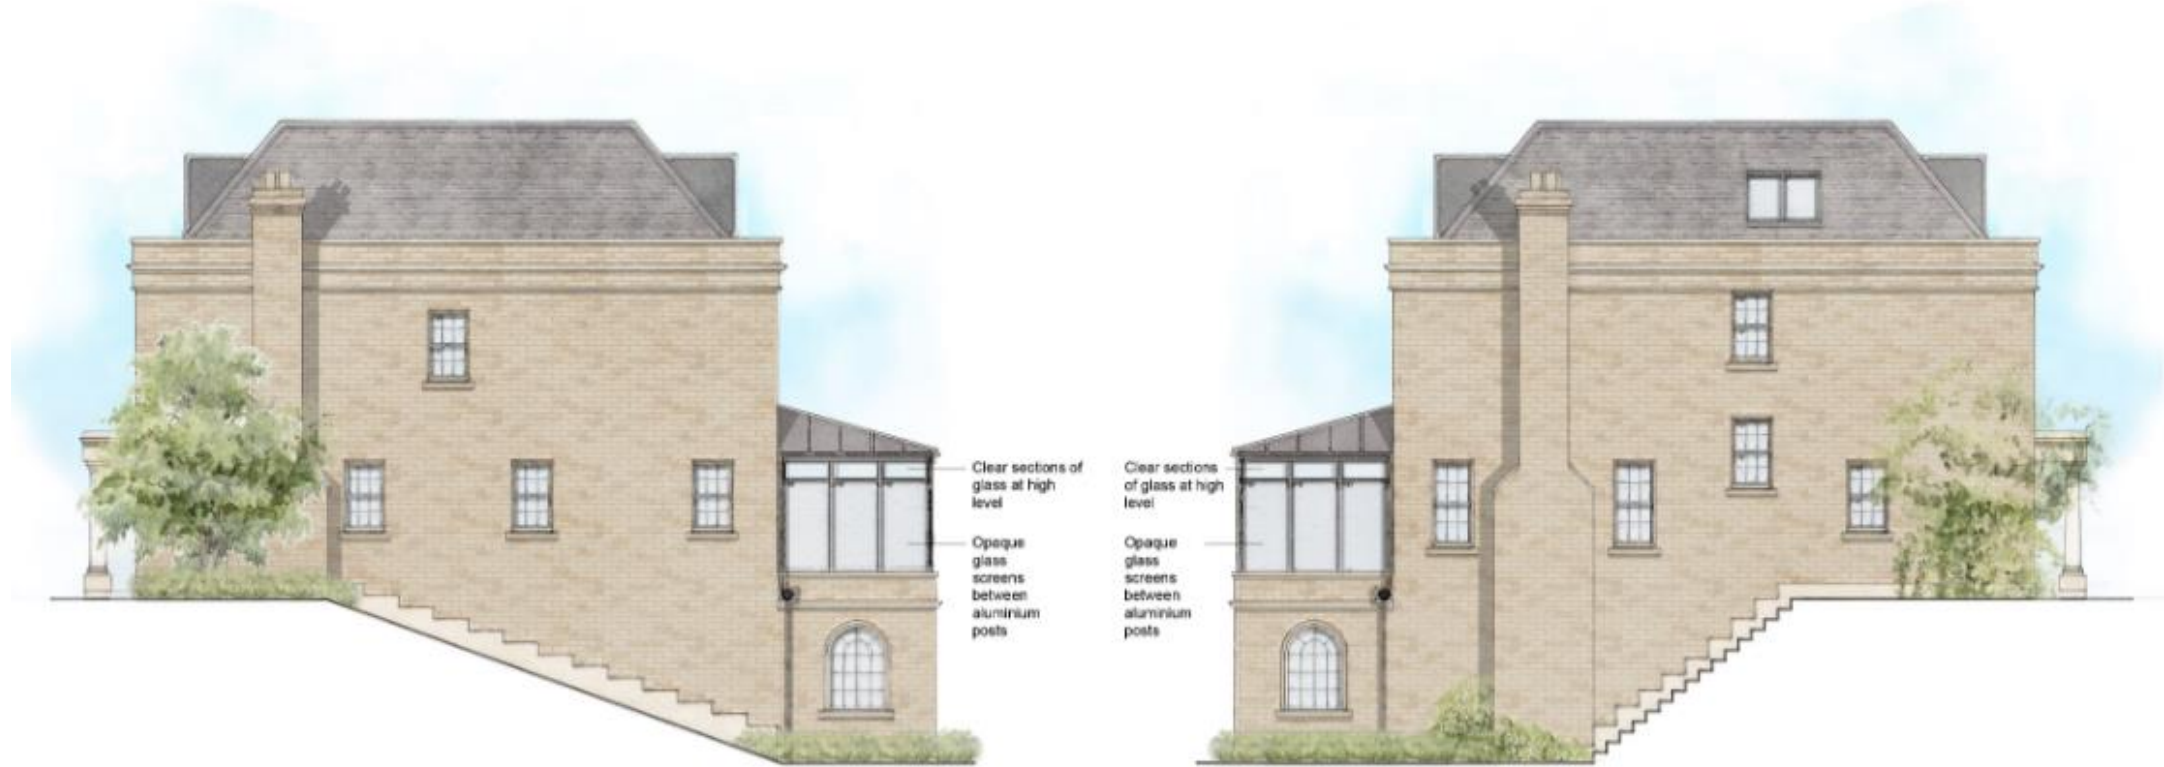 Clear sections of
glass at high
level
Opaque
glass
screens
between
aluminium
posts
Clear sections
of glass at high
level
Opaque
glass
screens
between
aluminium
posts